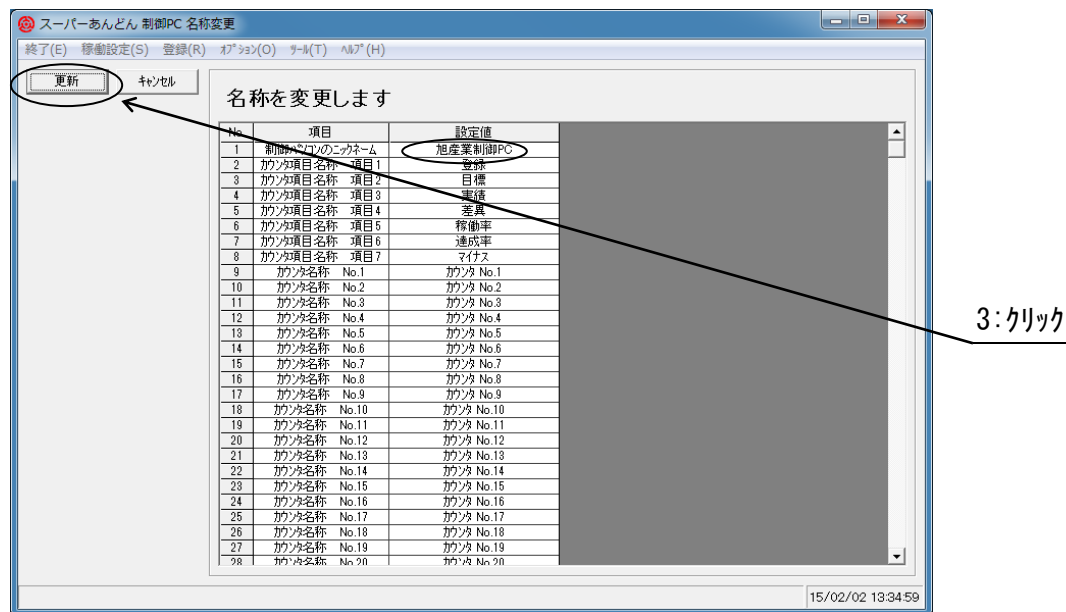 スーパーあんどん 制御PC 名称変更
終了(E) 稼働設定(S) 登録(R) ｵﾌﾟｼｮﾝ(O) ﾂｰﾙ(T) ﾍﾙﾌﾟ(H)
更新 ｷｬﾝｾﾙ
名称を変更します
No 項目 設定値
1 制御ﾊﾟｿｺﾝのﾆｯｸﾈｰﾑ 旭産業制御PC
2 ｶｳﾝﾀ項目名称 項目1 登録
3 ｶｳﾝﾀ項目名称 項目2 目標
4 ｶｳﾝﾀ項目名称 項目3 実績
5 ｶｳﾝﾀ項目名称 項目4 差異
6 ｶｳﾝﾀ項目名称 項目5 稼働率
7 ｶｳﾝﾀ項目名称 項目6 達成率
8 ｶｳﾝﾀ項目名称 項目7 ﾏｲﾅｽ
9 ｶｳﾝﾀ名称 No.1 ｶｳﾝﾀ No.1
10 ｶｳﾝﾀ名称 No.2 ｶｳﾝﾀ No.2
11 ｶｳﾝﾀ名称 No.3 ｶｳﾝﾀ No.3
12 ｶｳﾝﾀ名称 No.4 ｶｳﾝﾀ No.4
13 ｶｳﾝﾀ名称 No.5 ｶｳﾝﾀ No.5
14 ｶｳﾝﾀ名称 No.6 ｶｳﾝﾀ No.6
15 ｶｳﾝﾀ名称 No.7 ｶｳﾝﾀ No.7
16 ｶｳﾝﾀ名称 No.8 ｶｳﾝﾀ No.8
17 ｶｳﾝﾀ名称 No.9 ｶｳﾝﾀ No.9
18 ｶｳﾝﾀ名称 No.10 ｶｳﾝﾀ No.10
19 ｶｳﾝﾀ名称 No.11 ｶｳﾝﾀ No.11
20 ｶｳﾝﾀ名称 No.12 ｶｳﾝﾀ No.12
21 ｶｳﾝﾀ名称 No.13 ｶｳﾝﾀ No.13
22 ｶｳﾝﾀ名称 No.14 ｶｳﾝﾀ No.14
23 ｶｳﾝﾀ名称 No.15 ｶｳﾝﾀ No.15
24 ｶｳﾝﾀ名称 No.16 ｶｳﾝﾀ No.16
25 ｶｳﾝﾀ名称 No.17 ｶｳﾝﾀ No.17
26 ｶｳﾝﾀ名称 No.18 ｶｳﾝﾀ No.18
27 ｶｳﾝﾀ名称 No.19 ｶｳﾝﾀ No.19
28 ｶｳﾝﾀ名称 No.20 ｶｳﾝﾀ No.20
3:ｸﾘｯｸ
15/02/02 13:34:59